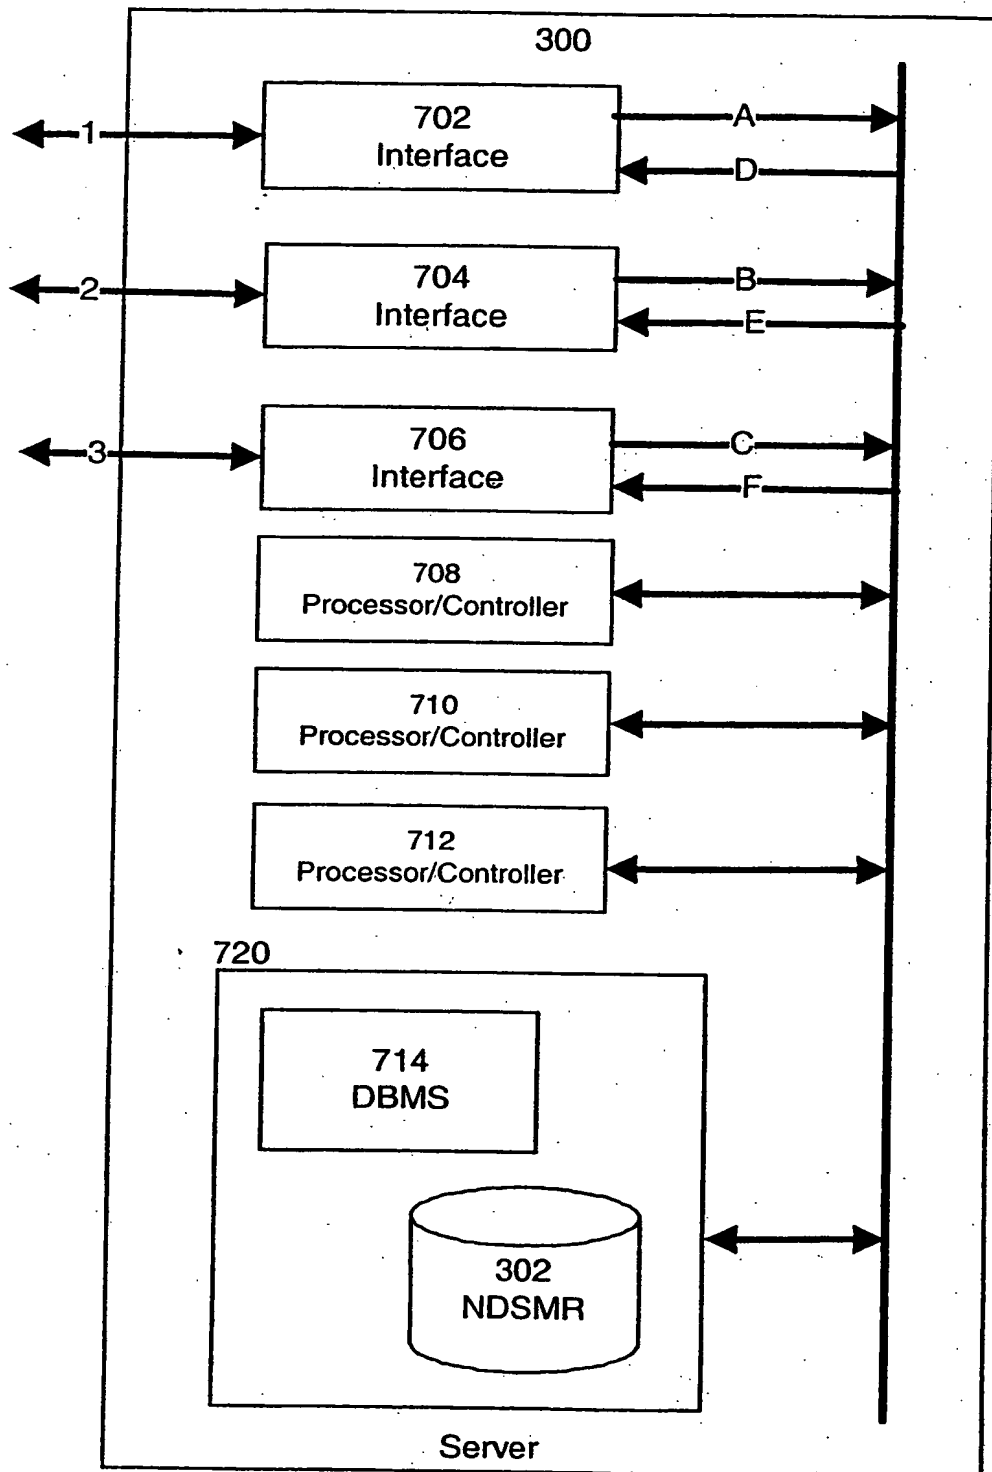 300
702
Interface
1
A
D
704
Interface
2
B
E
706
Interface
3
C
F
708
Processor/Controller
710
Processor/Controller
712
Processor/Controller
720
714
DBMS
302
NDSMR
Server